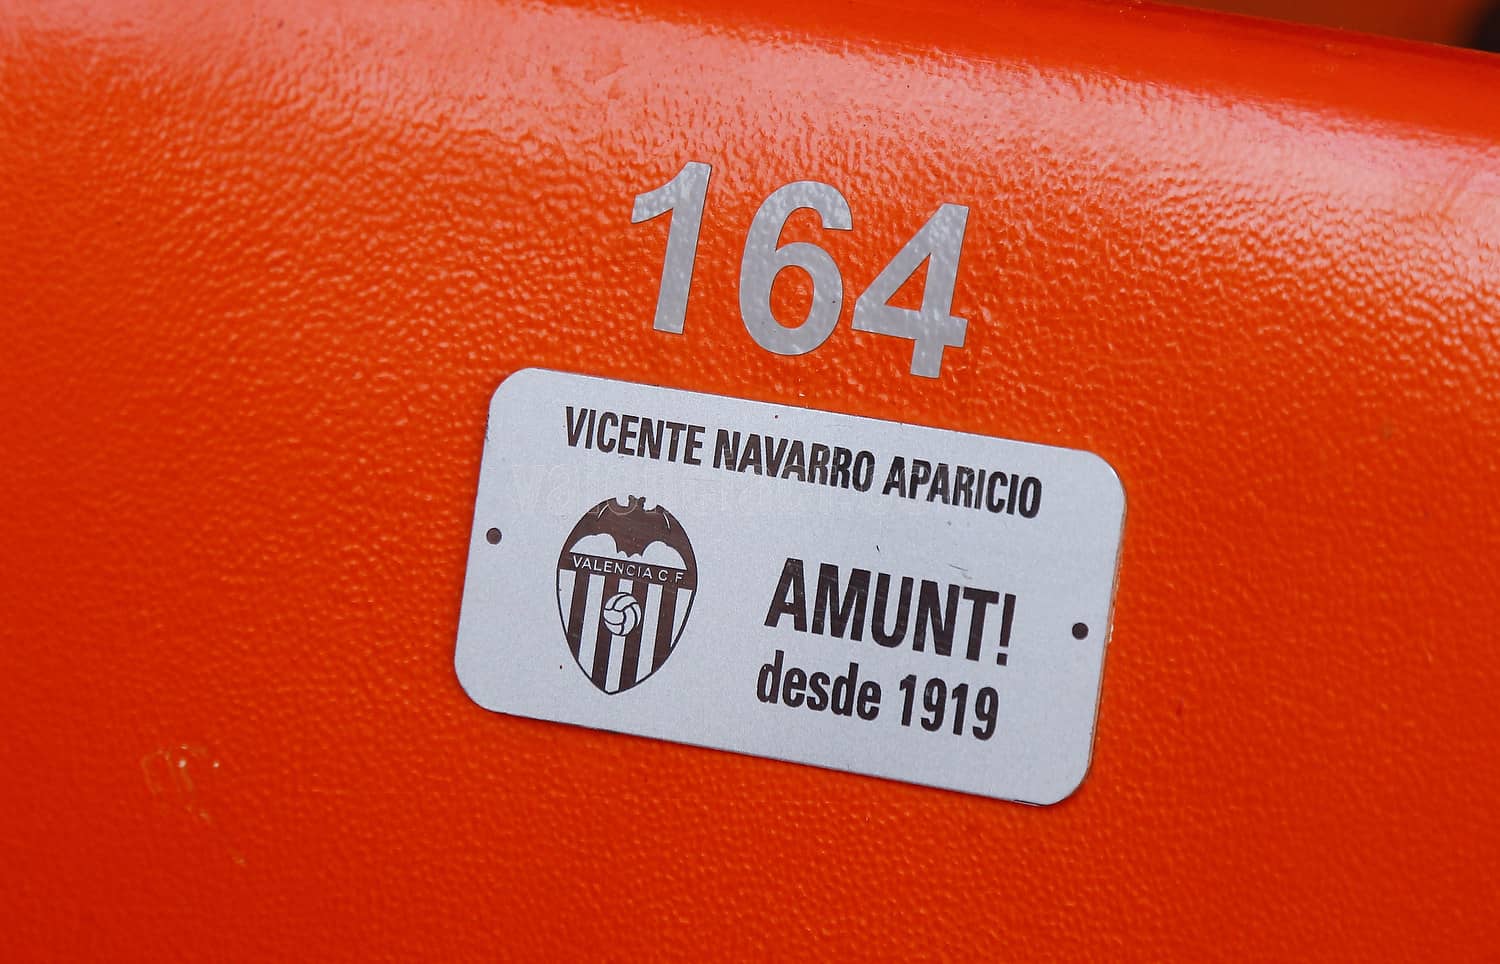 164
VICENTE NAVARRO APARICIO
VALENCIA C.F
AMUNT!
desde 1919